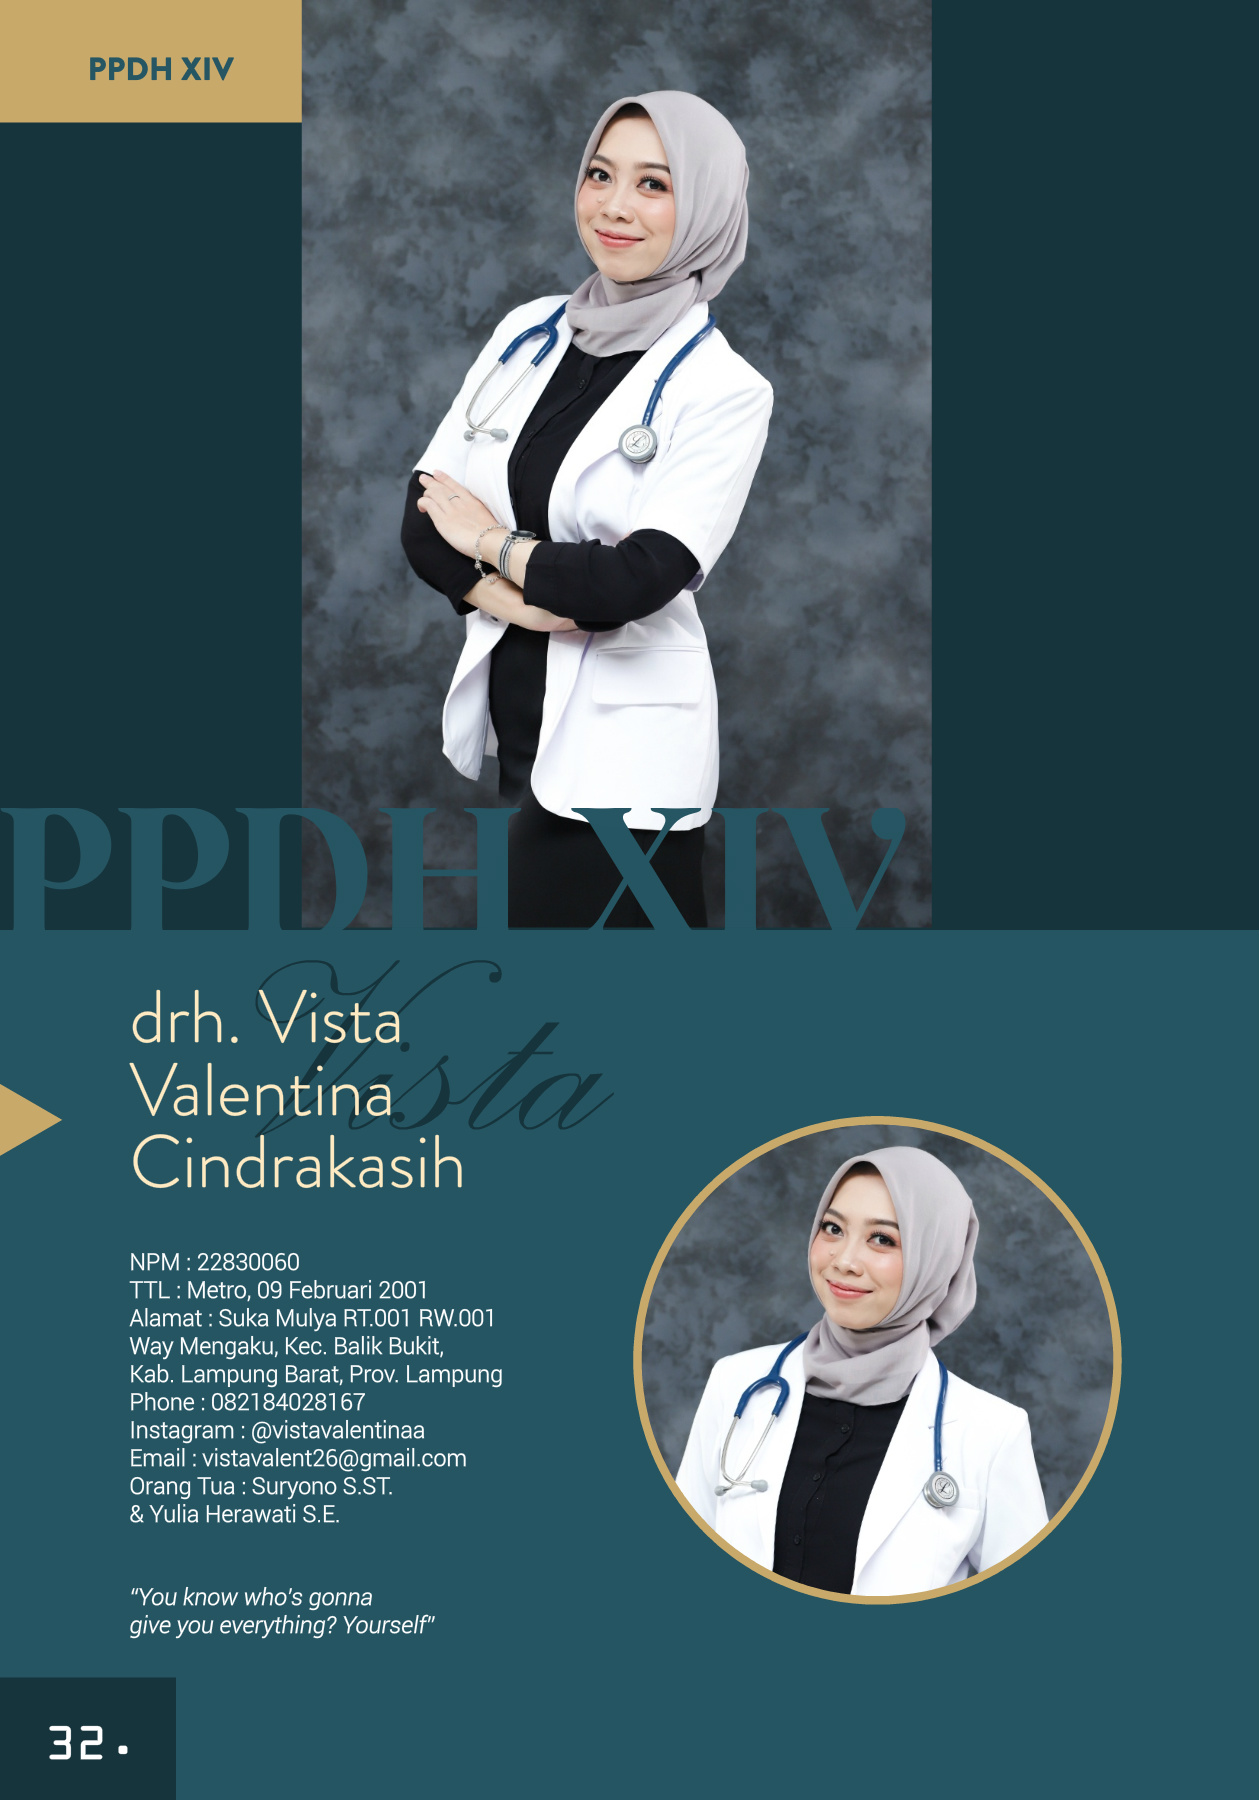 PPDH XIV
PPDH XIV
Vista
drh. Vista
Valentina
Cindrakasih
NPM : 22830060
TTL : Metro, 09 Februari 2001
Alamat : Suka Mulya RT.001 RW.001
Way Mengaku, Kec. Balik Bukit,
Kab. Lampung Barat, Prov. Lampung
Phone : 082184028167
Instagram : @vistavalentinaa
Email : vistavalent26@gmail.com
Orang Tua : Suryono S.ST.
& Yulia Herawati S.E.
“You know who's gonna
give you everything? Yourself”
32.